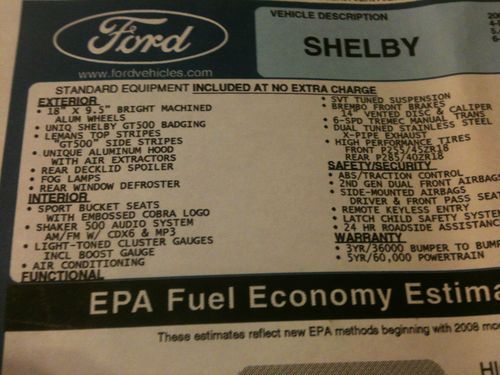 Ford
www.fordvehicles.com
VEHICLE DESCRIPTION
SHELBY
STANDARD EQUIPMENT INCLUDED AT NO EXTRA CHARGE
EXTERIOR
• 18" X 9.5" BRIGHT MACHINED
ALUM WHEELS
• UNIQ SHELBY GT500 BADGING
• LEMANS TOP STRIPES
"GT500" SIDE STRIPES
• UNIQUE ALUMINUM HOOD
WITH AIR EXTRACTORS
• REAR DECKLID SPOILER
• FOG LAMPS
• REAR WINDOW DEFROSTER
INTERIOR
• SPORT BUCKET SEATS
WITH EMBOSSED COBRA LOGO
• SHAKER 500 AUDIO SYSTEM
AM/FM W/ CDX6 & MP3
• LIGHT-TONED CLUSTER GAUGES
INCL BOOST GAUGE
• AIR CONDITIONING
FUNCTIONAL
• SVT TUNED SUSPENSION
• BREMBO FRONT BRAKES
14" VENTED DISC & CALIPER
• 6-SPD TREMEC MANUAL TRANS
• DUAL TUNED STAINLESS STEEL
X-PIPE EXHAUST
• HIGH PERFORMANCE TIRES
FRONT P255/45ZR18
REAR P285/40ZR18
SAFETY/SECURITY
• ABS/TRACTION CONTROL
• 2ND GEN DUAL FRONT AIRBAGS
• SIDE-MOUNTED AIRBAGS
DRIVER & FRONT PASS SEAT
• REMOTE KEYLESS ENTRY
• LATCH CHILD SAFETY SYSTEM
• 24 HR ROADSIDE ASSISTANC
WARRANTY
• 3YR/36000 BUMPER TO BUMP
• 5YR/60,000 POWERTRAIN
EPA Fuel Economy Estima
These estimates reflect new EPA methods beginning with 2008 mo